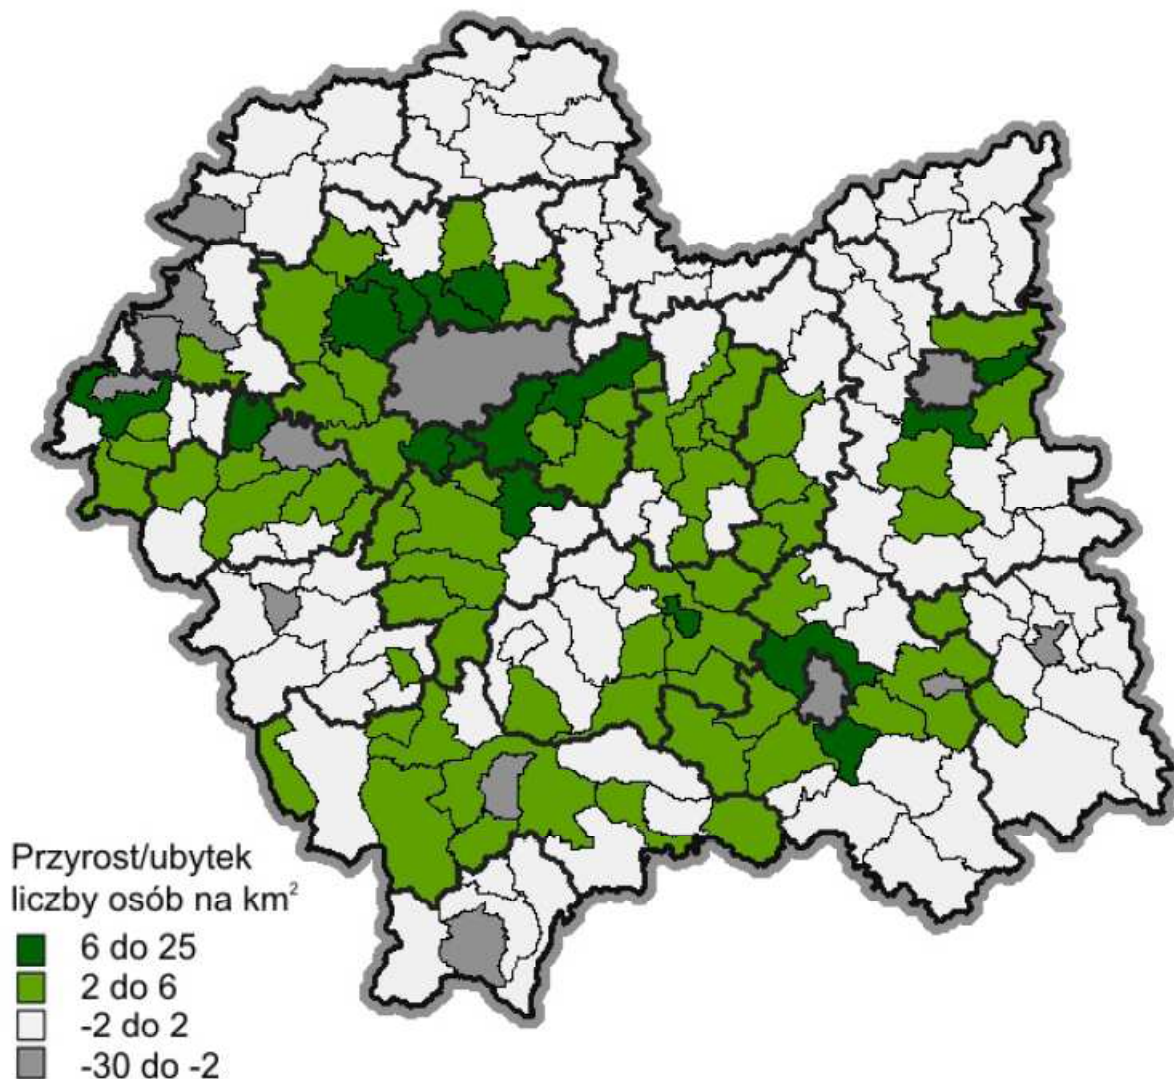 Przyrost/ubytek
liczby osób na km²
6 do 25
2 do 6
-2 do 2
-30 do -2